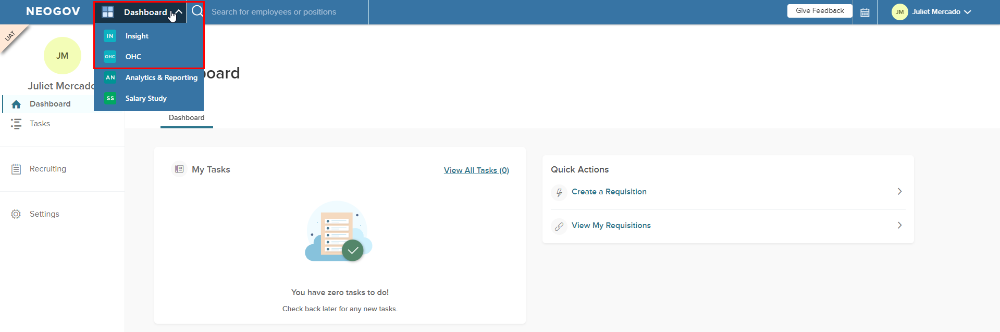 NEOGOV
Dashboard
Search for employees or positions
Give Feedback
JM
Juliet Mercado
UAT
IN Insight
OHC OHC
AN Analytics & Reporting
SS Salary Study
JM
Juliet Mercado
board
Dashboard
Tasks
Recruiting
Settings
Dashboard
My Tasks
View All Tasks (0)
You have zero tasks to do!
Check back later for any new tasks.
Quick Actions
Create a Requisition
View My Requisitions